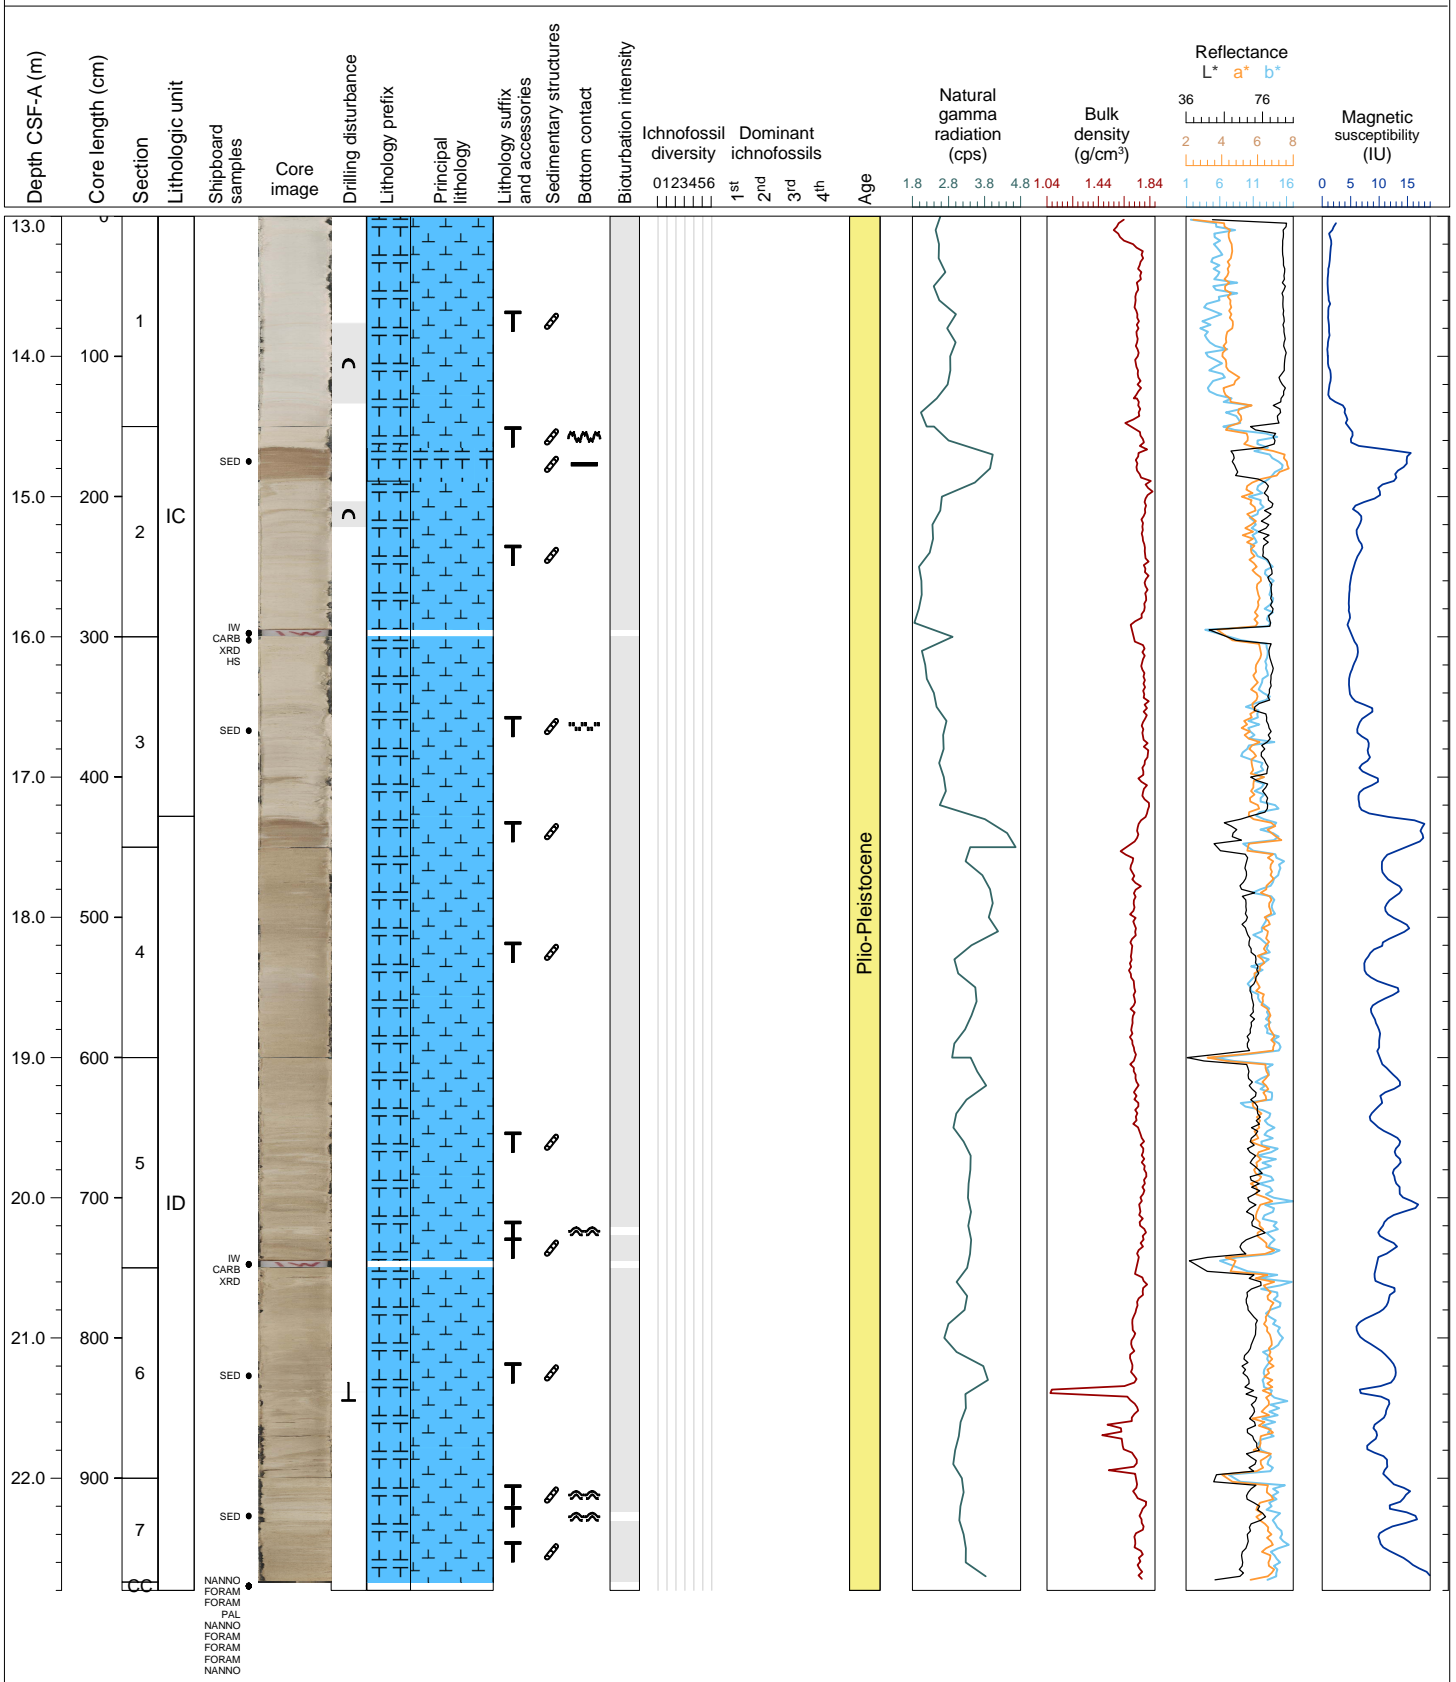 Depth CSF-A (m)
Core length (cm)
Section
Lithologic unit
Shipboard
samples
Core
image
Drilling disturbance
Lithology prefix
Principal
lithology
Lithology suffix
and accessories
Sedimentary structures
Bottom contact
Bioturbation intensity
Ichnofossil
diversity
0123456
Dominant
ichnofossils
1st
2nd
3rd
4th
Age
Natural
gamma
radiation
(cps)
1.8 2.8 3.8 4.8
Bulk
density
(g/cm³)
1.04 1.44 1.84
Reflectance
L* a* b*
36 76
2 4 6 8
1 6 11 16
Magnetic
susceptibility
(IU)
0 5 10 15
13.0 0
1
14.0 100
SED
15.0 200
IC
2
IW
16.0 300 CARB
XRD
HS
SED
3
17.0 400
Plio-Pleistocene
18.0 500
4
19.0 600
5
20.0 700
ID
IW
CARB
XRD
21.0 800
6
SED
22.0 900
SED
7
CC
NANNO
FORAM
FORAM
PAL
NANNO
FORAM
FORAM
FORAM
NANNO